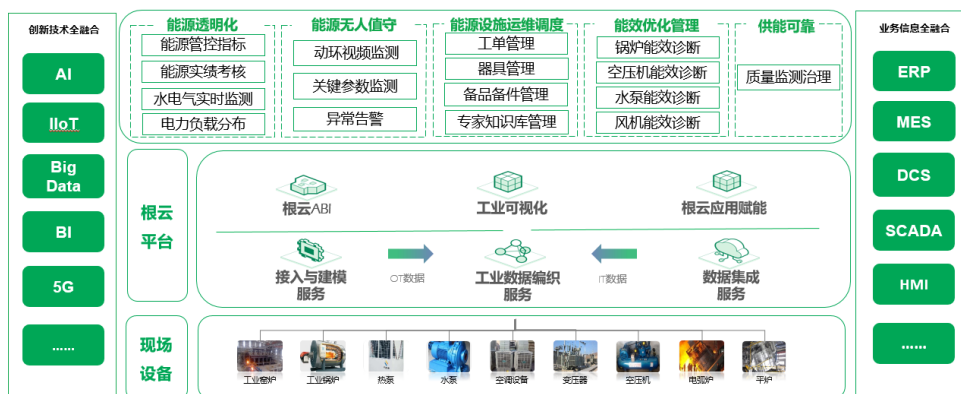 创新技术全融合
AI
IIoT
Big
Data
BI
5G
......
能源透明化
能源管控指标
能源实绩考核
水电气实时监测
电力负载分布
能源无人值守
动环视频监测
关键参数监测
异常告警
能源设施运维调度
工单管理
器具管理
备品备件管理
专家知识库管理
能效优化管理
锅炉能效诊断
空压机能效诊断
水泵能效诊断
风机能效诊断
供能可靠
质量监测治理
根云
平台
根云ABI
工业可视化
根云应用赋能
接入与建模
服务
OT数据
工业数据编织
服务
IT数据
数据集成
服务
现场
设备
工业窑炉
工业锅炉
热泵
水泵
空调设备
变压器
空压机
电弧炉
平炉
业务信息全融合
ERP
MES
DCS
SCADA
HMI
......